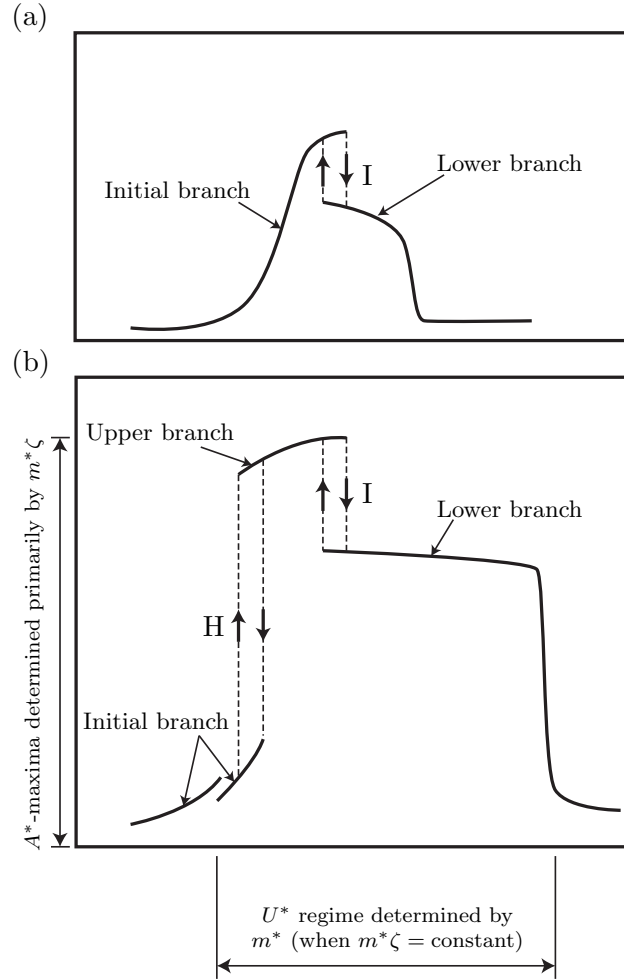 (a)
Initial branch
I
Lower branch
(b)
Upper branch
I
Lower branch
H
Initial branch
A*-maxima determined primarily by m*ζ
U* regime determined by
m* (when m*ζ = constant)